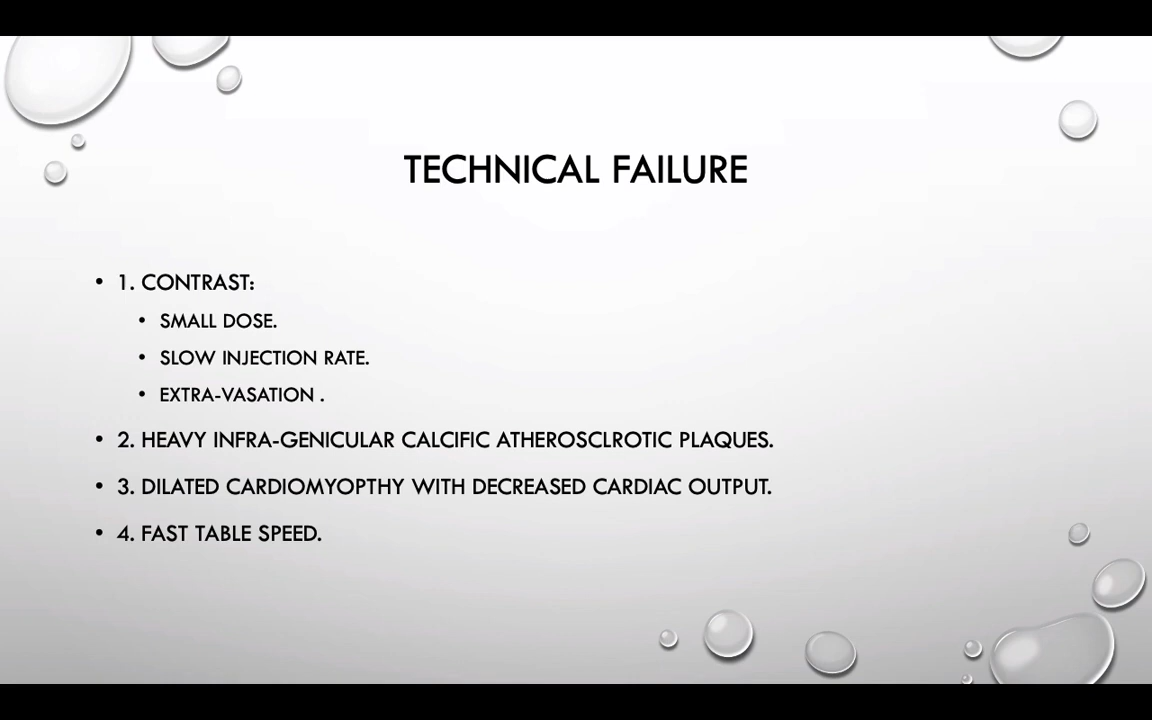 TECHNICAL FAILURE
• 1. CONTRAST:
• SMALL DOSE.
• SLOW INJECTION RATE.
• EXTRA-VASATION .
• 2. HEAVY INFRA-GENICULAR CALCIFIC ATHEROSCLROTIC PLAQUES.
• 3. DILATED CARDIOMYOPTHY WITH DECREASED CARDIAC OUTPUT.
• 4. FAST TABLE SPEED.